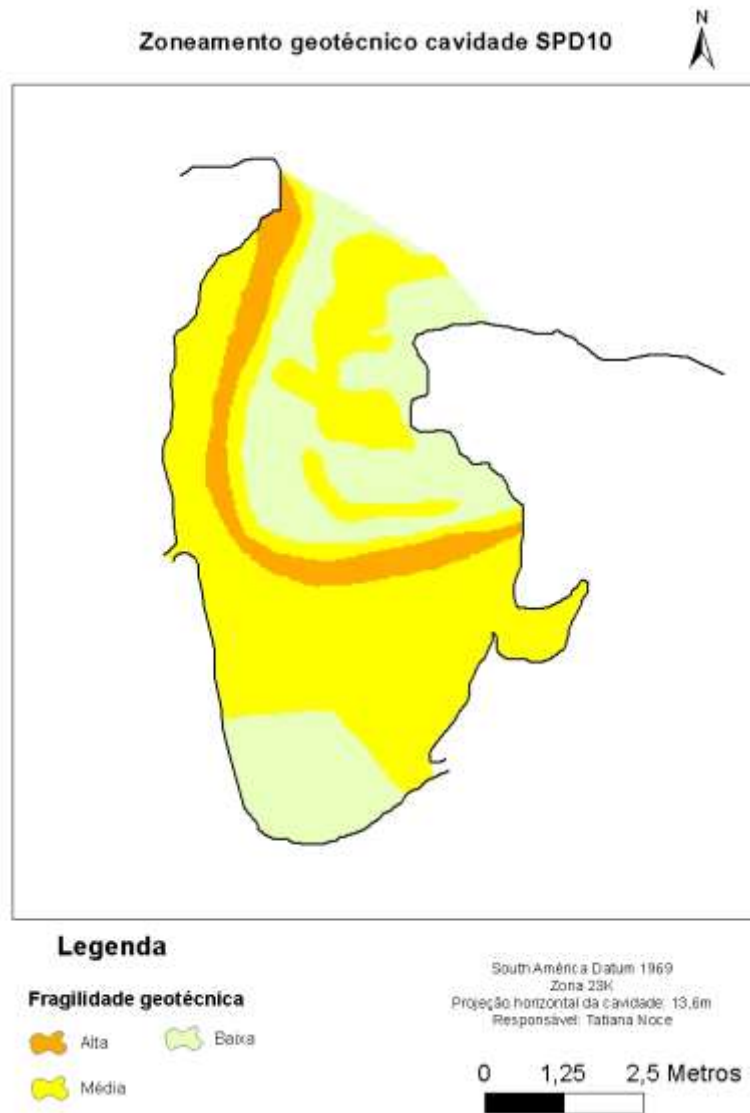 Zoneamento geotécnico cavidade SPD10
N
Legenda
Fragilidade geotécnica
Alta
Baixa
Média
South América Datum 1969
Zona 23K
Projeção horizontal da cavidade: 13,6m
Responsável: Tatiana Noce
0 1,25 2,5 Metros